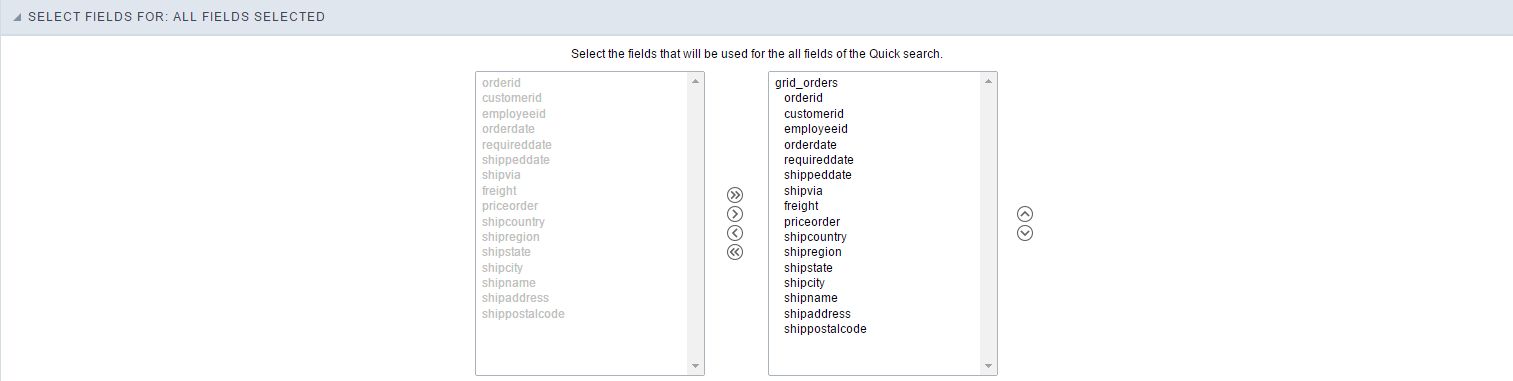 SELECT FIELDS FOR: ALL FIELDS SELECTED
Select the fields that will be used for the all fields of the Quick search.
orderid
customerid
employeeid
orderdate
requireddate
shippeddate
shipvia
freight
priceorder
shipcountry
shipregion
shipstate
shipcity
shipname
shipaddress
shippostalcode
grid_orders
orderid
customerid
employeeid
orderdate
requireddate
shippeddate
shipvia
freight
priceorder
shipcountry
shipregion
shipstate
shipcity
shipname
shipaddress
shippostalcode